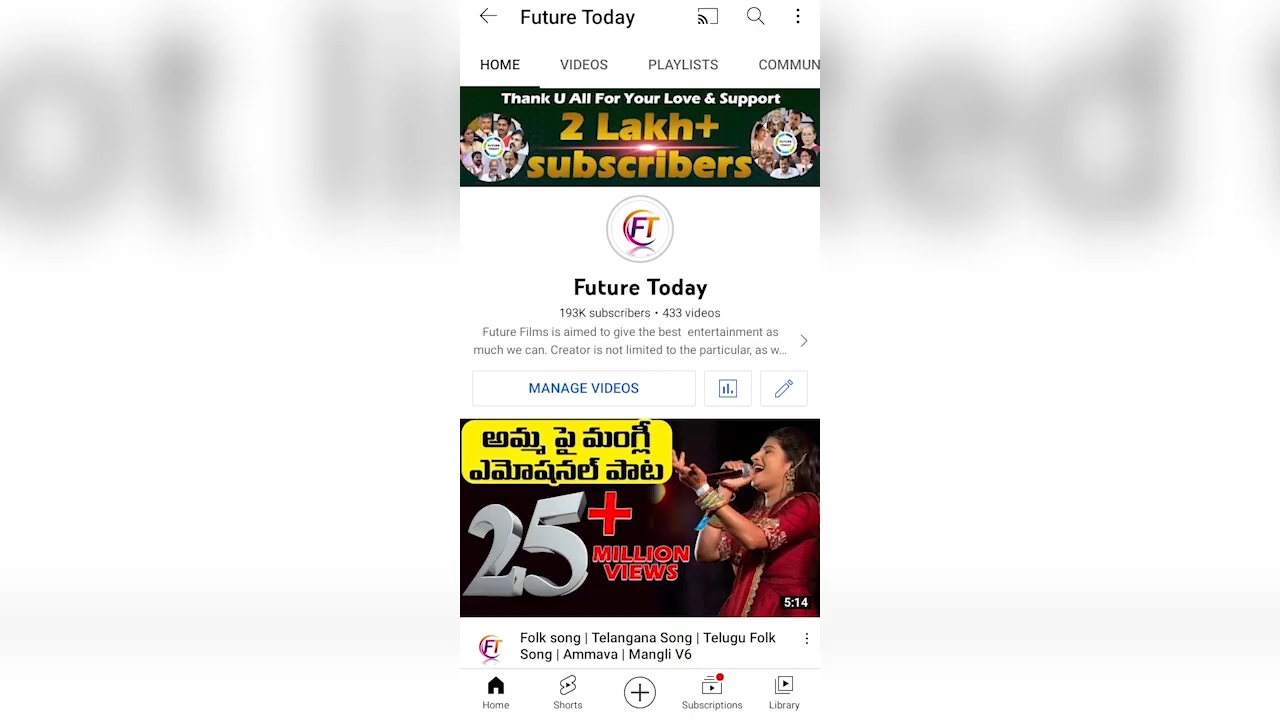 Future Today
HOME VIDEOS PLAYLISTS COMMUN
Thank U All For Your Love & Support
2 Lakh+
subscribers
FT
Future Today
193K subscribers • 433 videos
Future Films is aimed to give the best entertainment as
much we can. Creator is not limited to the particular, as w...
MANAGE VIDEOS
అమ్మ పై మంగ్లీ
ఎమోషనల్ పాట
25+
MILLION
VIEWS
5:14
FT
Folk song | Telangana Song | Telugu Folk
Song | Ammava | Mangli V6
Home Shorts Subscriptions Library